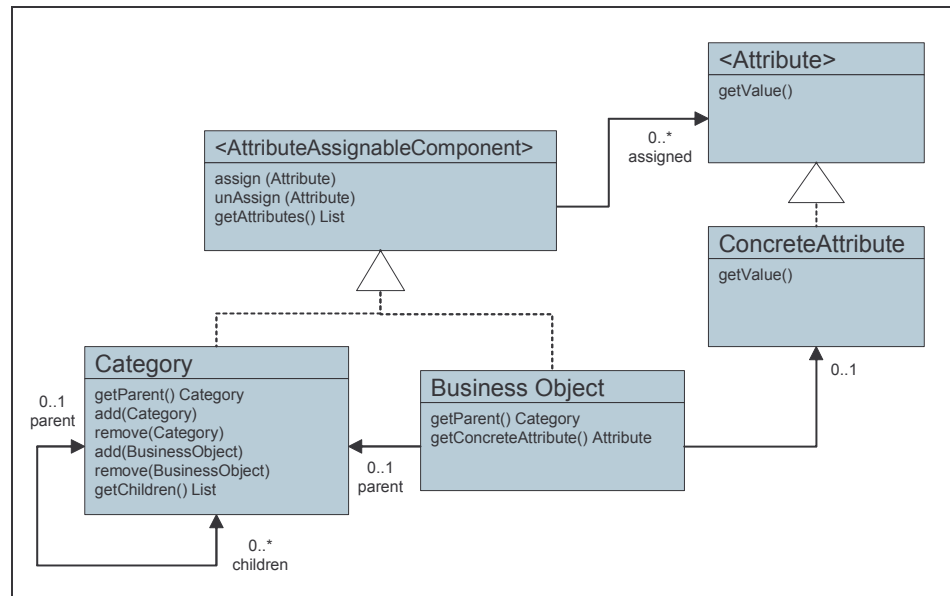 <Attribute>
getValue()
<AttributeAssignableComponent>
assign (Attribute)
unAssign (Attribute)
getAttributes() List
0..*
assigned
ConcreteAttribute
getValue()
0..1
Category
getParent() Category
add(Category)
remove(Category)
add(BusinessObject)
remove(BusinessObject)
getChildren() List
0..1
parent
0..*
children
Business Object
getParent() Category
getConcreteAttribute() Attribute
0..1
parent